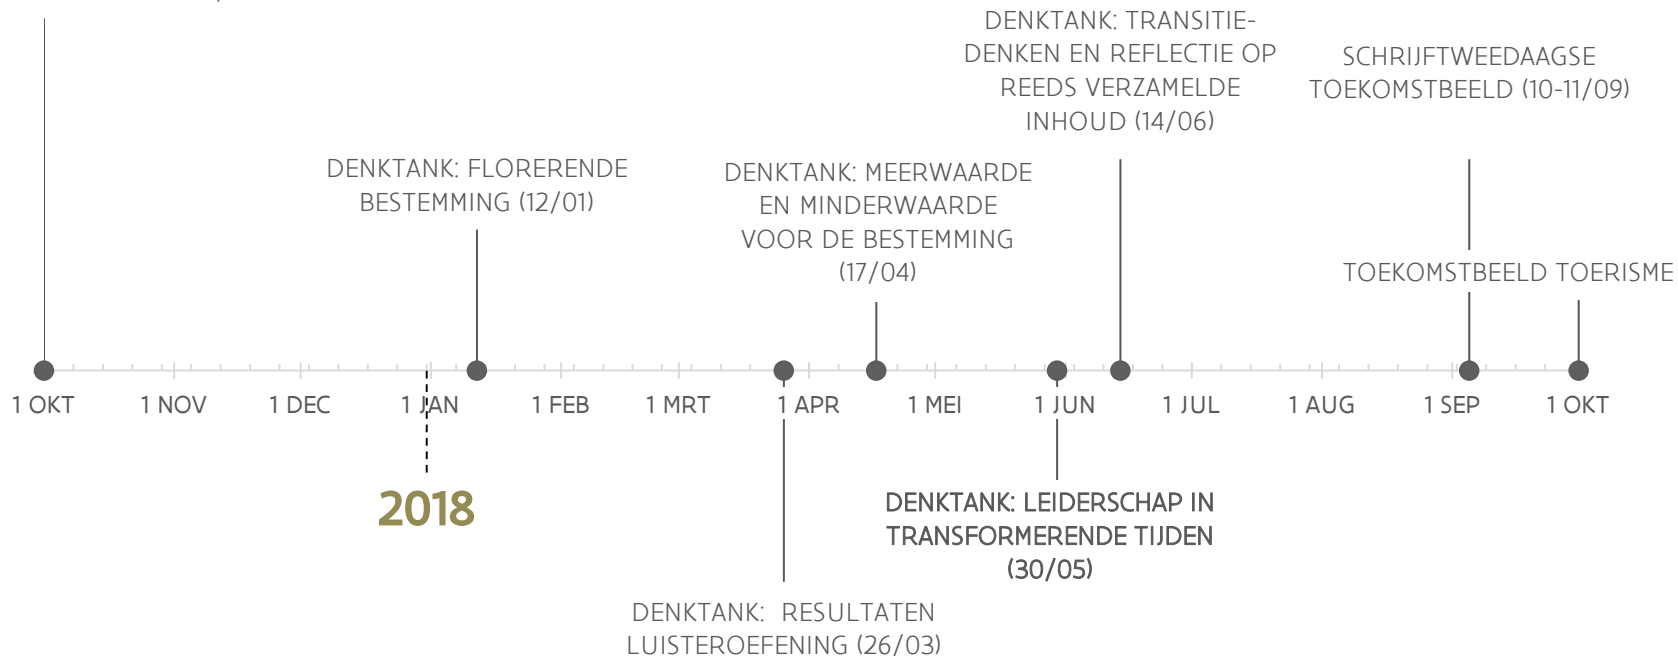 DENKTANK: TRANSITIE-
DENKEN EN REFLECTIE OP
REEDS VERZAMELDE
INHOUD (14/06)
SCHRIJFTWEEDAAGSE
TOEKOMSTBEELD (10-11/09)
DENKTANK: FLORERENDE
BESTEMMING (12/01)
DENKTANK: MEERWAARDE
EN MINDERWAARDE
VOOR DE BESTEMMING
(17/04)
TOEKOMSTBEELD TOERISME
1 OKT 1 NOV 1 DEC 1 JAN 1 FEB 1 MRT 1 APR 1 MEI 1 JUN 1 JUL 1 AUG 1 SEP 1 OKT
2018
DENKTANK: LEIDERSCHAP IN
TRANSFORMERENDE TIJDEN
(30/05)
DENKTANK: RESULTATEN
LUISTEROEFENING (26/03)